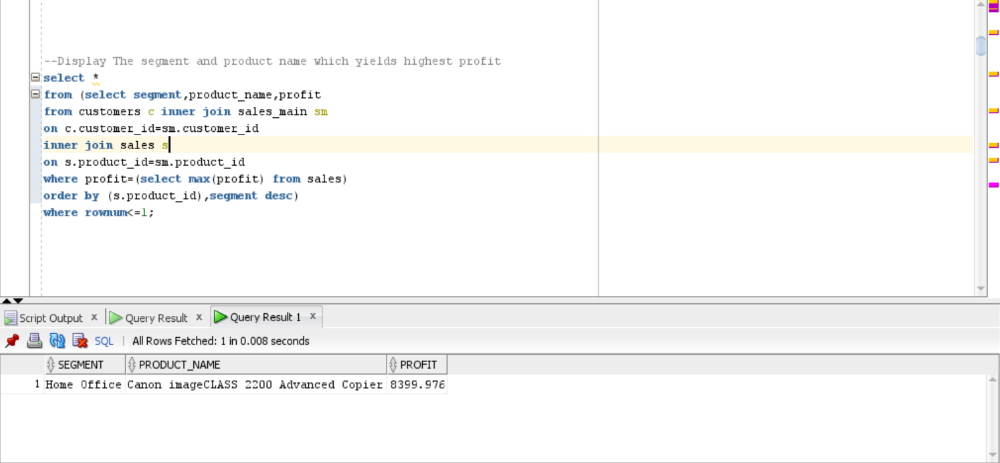 --Display The segment and product name which yields highest profit
select *
from (select segment,product_name,profit
from customers c inner join sales_main sm
on c.customer_id=sm.customer_id
inner join sales s
on s.product_id=sm.product_id
where profit=(select max(profit) from sales)
order by (s.product_id),segment desc)
where rownum<=1;
Script Output x Query Result x Query Result 1 x
SQL | All Rows Fetched: 1 in 0.008 seconds
SEGMENT PRODUCT_NAME PROFIT
1 Home Office Canon imageCLASS 2200 Advanced Copier 8399.976